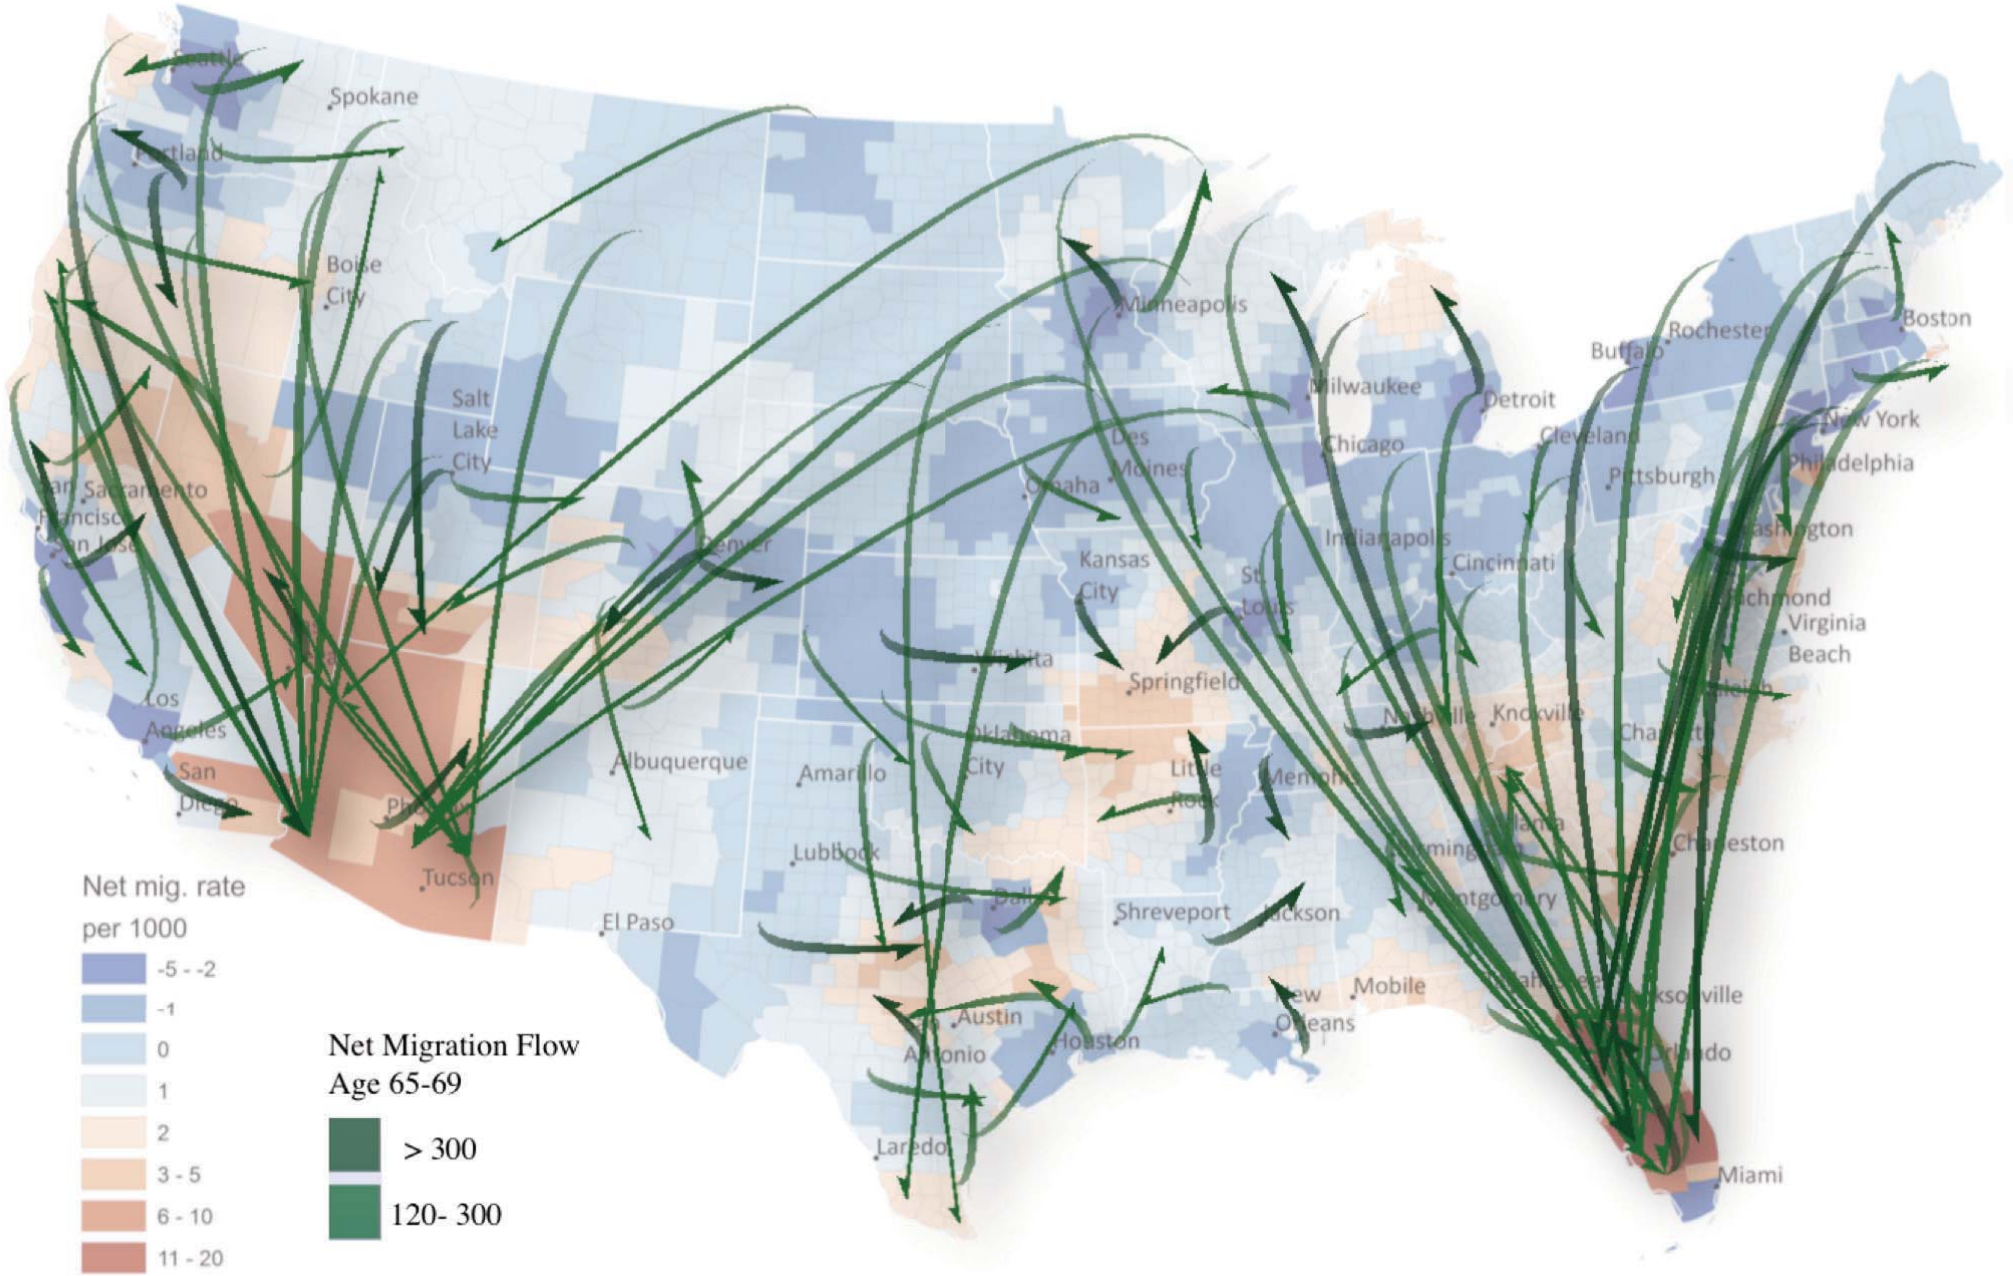 Seattle
Spokane
Portland
Boise
City
Minneapolis
Boston
Rochester
Buffalo
Milwaukee
Detroit
Salt
Lake
City
New York
Des
Moines
Chicago
Cleveland
Philadelphia
Omaha
Pittsburgh
San
Francisc
Sacramento
San Jose
Denver
Indianapolis
Washington
Kansas
City
Cincinnati
St.
Louis
Richmond
Virginia
Beach
Wichita
Springfield
Los
Angeles
Nashville
Knoxville
Raleigh
Charlotte
Oklahoma
City
Albuquerque
Amarillo
Little
Rock
Memphis
San
Diego
Phoenix
Atlanta
Birmingham
Charleston
Lubbock
Tucson
Dallas
El Paso
Shreveport
Jackson
Montgomery
Mobile
New
Orleans
Austin
San
Antonio
Houston
Orlando
Laredo
Miami
Net mig. rate
per 1000
-5 - -2
-1
0
1
2
3 - 5
6 - 10
11 - 20
Net Migration Flow
Age 65-69
> 300
120- 300